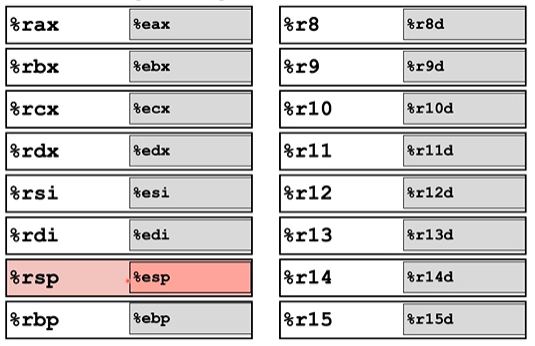 %rax %eax %r8 %r8d
%rbx %ebx %r9 %r9d
%rcx %ecx %r10 %r10d
%rdx %edx %r11 %r11d
%rsi %esi %r12 %r12d
%rdi %edi %r13 %r13d
%rsp %esp %r14 %r14d
%rbp %ebp %r15 %r15d